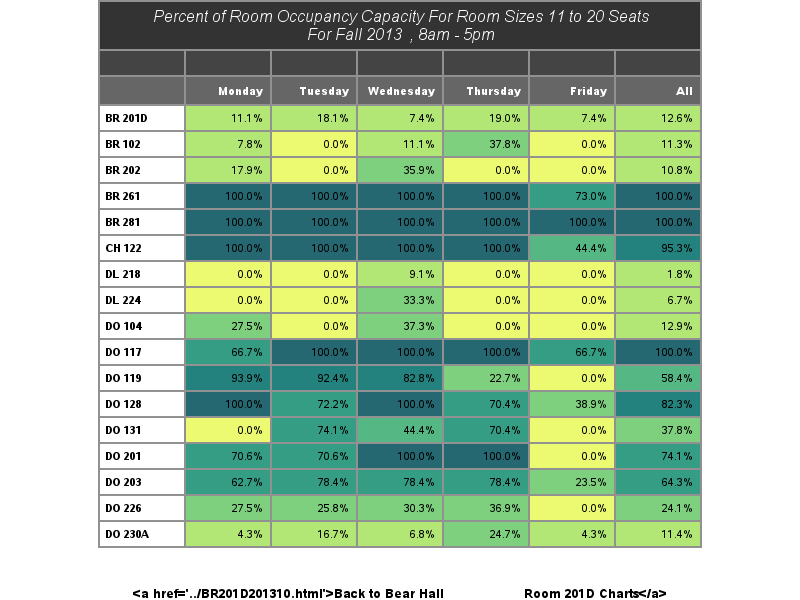 Percent of Room Occupancy Capacity For Room Sizes 11 to 20 Seats
For Fall 2013 , 8am - 5pm
Monday Tuesday Wednesday Thursday Friday All
BR 201D 11.1% 18.1% 7.4% 19.0% 7.4% 12.6%
BR 102 7.8% 0.0% 11.1% 37.8% 0.0% 11.3%
BR 202 17.9% 0.0% 35.9% 0.0% 0.0% 10.8%
BR 261 100.0% 100.0% 100.0% 100.0% 73.0% 100.0%
BR 281 100.0% 100.0% 100.0% 100.0% 100.0% 100.0%
CH 122 100.0% 100.0% 100.0% 100.0% 44.4% 95.3%
DL 218 0.0% 0.0% 9.1% 0.0% 0.0% 1.8%
DL 224 0.0% 0.0% 33.3% 0.0% 0.0% 6.7%
DO 104 27.5% 0.0% 37.3% 0.0% 0.0% 12.9%
DO 117 66.7% 100.0% 100.0% 100.0% 66.7% 100.0%
DO 119 93.9% 92.4% 82.8% 22.7% 0.0% 58.4%
DO 128 100.0% 72.2% 100.0% 70.4% 38.9% 82.3%
DO 131 0.0% 74.1% 44.4% 70.4% 0.0% 37.8%
DO 201 70.6% 70.6% 100.0% 100.0% 0.0% 74.1%
DO 203 62.7% 78.4% 78.4% 78.4% 23.5% 64.3%
DO 226 27.5% 25.8% 30.3% 36.9% 0.0% 24.1%
DO 230A 4.3% 16.7% 6.8% 24.7% 4.3% 11.4%
<a href='../BR201D201310.html'>Back to Bear Hall Room 201D Charts</a>